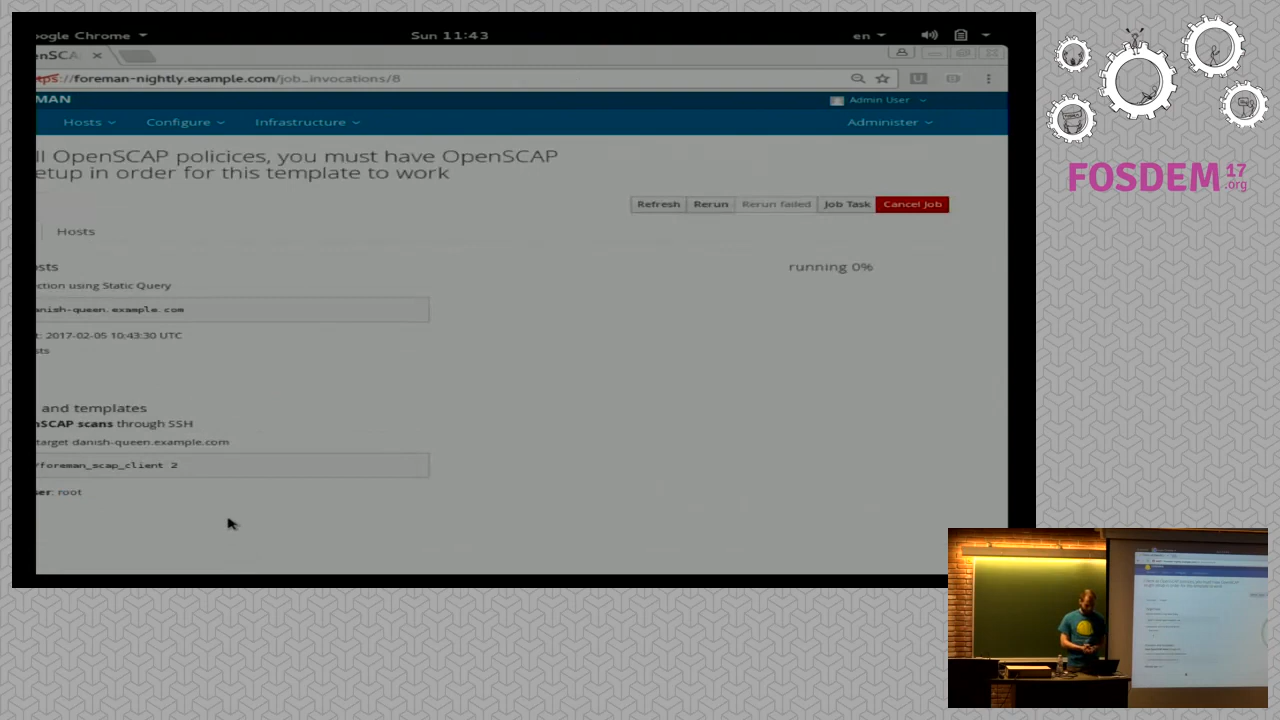 oogle Chrome
Sun 11:43
en
enSCA
https://foreman-nightly.example.com/job_invocations/8
MAN
Admin User
Hosts
Configure
Infrastructure
Administer
ll OpenSCAP policices, you must have OpenSCAP
etup in order for this template to work
Refresh
Rerun
Rerun failed
Job Task
Cancel Job
Hosts
osts
running 0%
ction using Static Query
anish-queen.example.com
t: 2017-02-05 10:43:30 UTC
sts
and templates
nSCAP scans through SSH
target danish-queen.example.com
/foreman_scap_client 2
ser: root
FOSDEM 17
.org